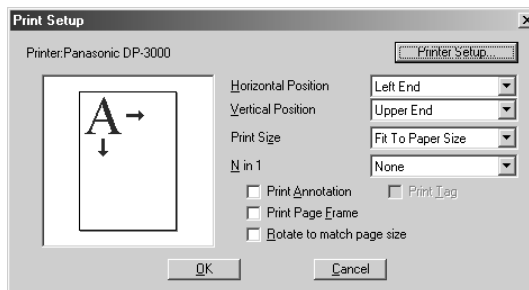 Print Setup
Printer:Panasonic DP-3000
Printer Setup...
A
Horizontal Position
Left End
Vertical Position
Upper End
Print Size
Fit To Paper Size
N in 1
None
Print Annotation
Print Tag
Print Page Frame
Rotate to match page size
OK
Cancel